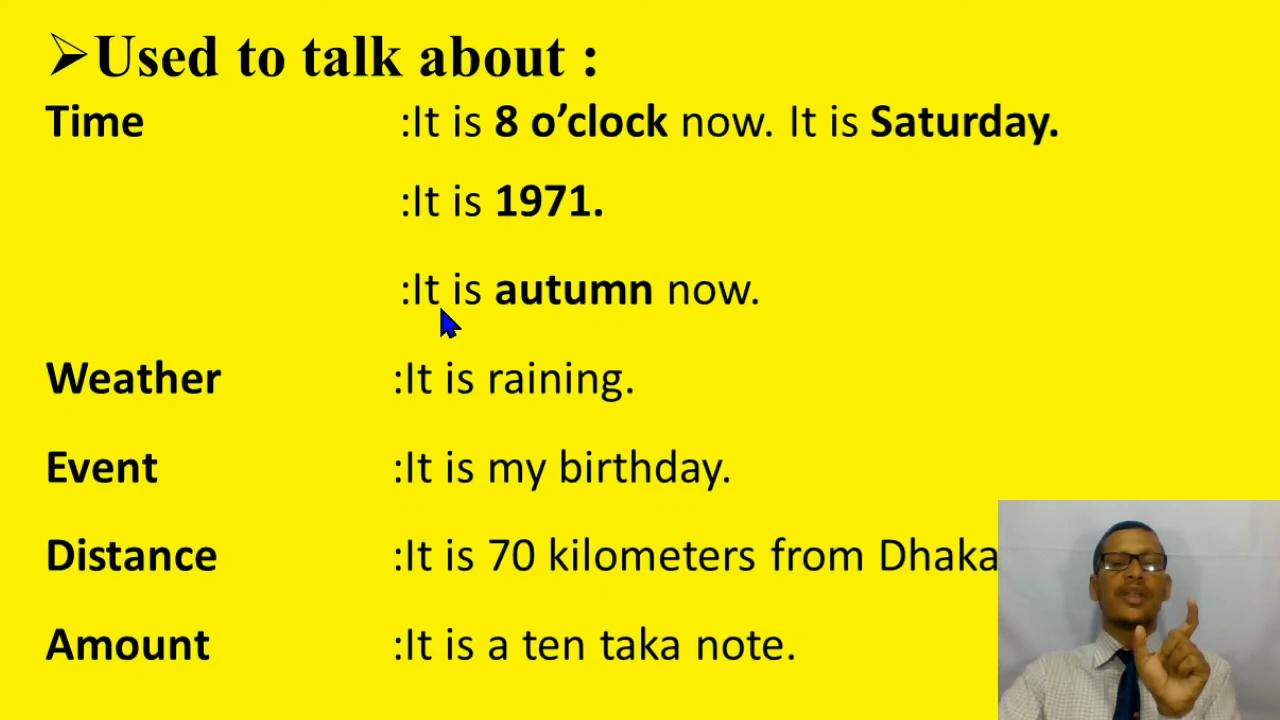 ➢Used to talk about :
Time :It is 8 o’clock now. It is Saturday.
:It is 1971.
:It is autumn now.
Weather :It is raining.
Event :It is my birthday.
Distance :It is 70 kilometers from Dhaka
Amount :It is a ten taka note.